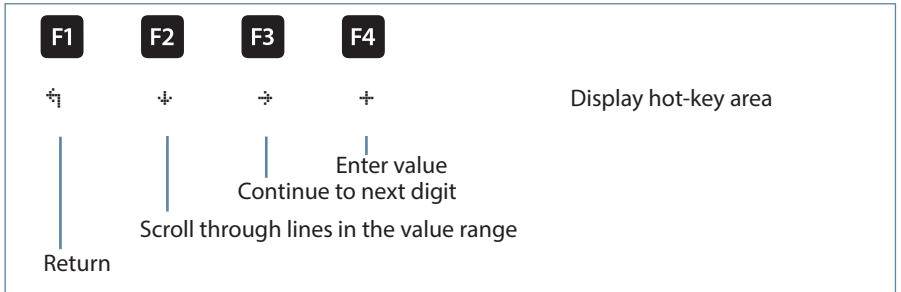 F1 F2 F3 F4
↰ ↓ → + Display hot-key area
Enter value
Continue to next digit
Scroll through lines in the value range
Return